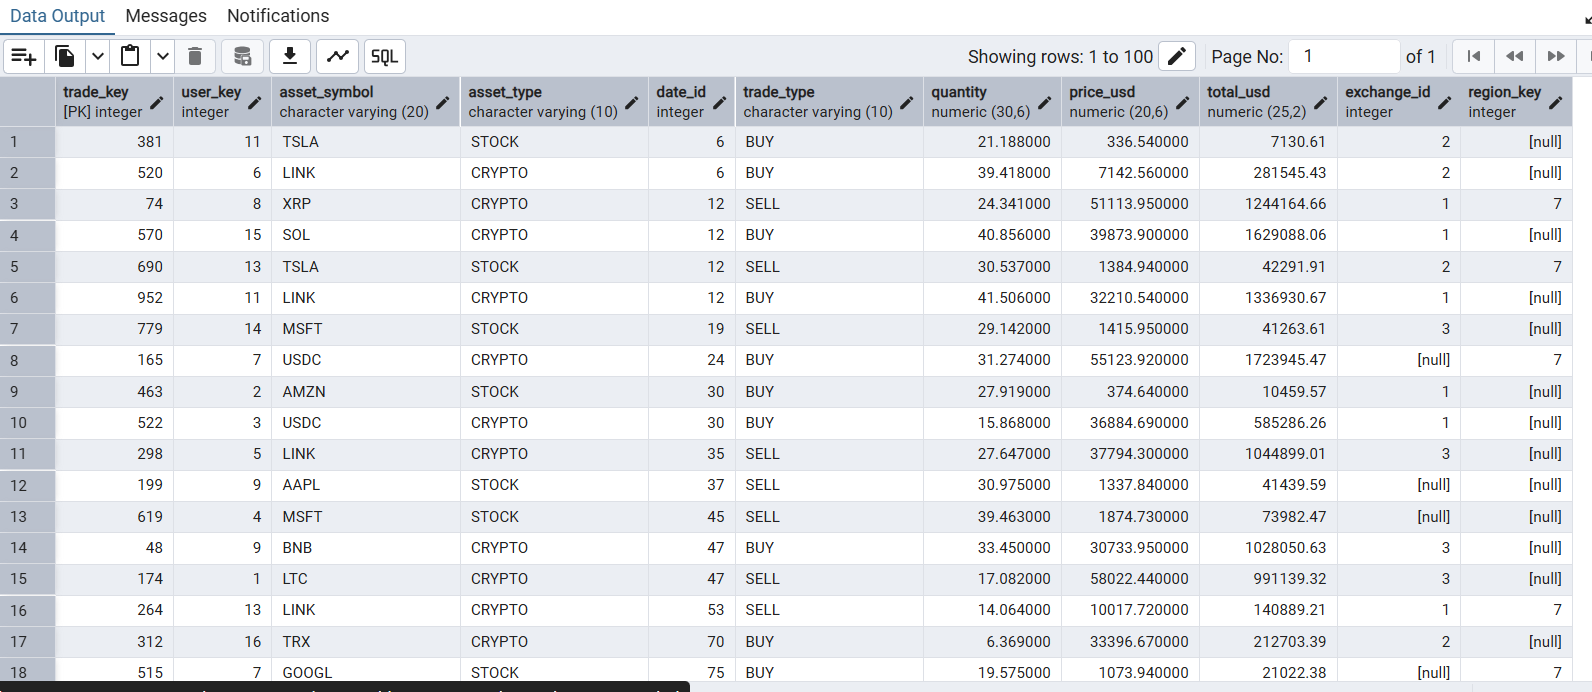 Data Output Messages Notifications
SQL Showing rows: 1 to 100 Page No: 1 of 1
trade_key user_key asset_symbol asset_type date_id trade_type quantity price_usd total_usd exchange_id region_key
[PK] integer integer character varying (20) character varying (10) integer character varying (10) numeric (30,6) numeric (20,6) numeric (25,2) integer integer
1 381 11 TSLA STOCK 6 BUY 21.188000 336.540000 7130.61 2 [null]
2 520 6 LINK CRYPTO 6 BUY 39.418000 7142.560000 281545.43 2 [null]
3 74 8 XRP CRYPTO 12 SELL 24.341000 51113.950000 1244164.66 1 7
4 570 15 SOL CRYPTO 12 BUY 40.856000 39873.900000 1629088.06 1 [null]
5 690 13 TSLA STOCK 12 SELL 30.537000 1384.940000 42291.91 2 7
6 952 11 LINK CRYPTO 12 BUY 41.506000 32210.540000 1336930.67 1 [null]
7 779 14 MSFT STOCK 19 SELL 29.142000 1415.950000 41263.61 3 [null]
8 165 7 USDC CRYPTO 24 BUY 31.274000 55123.920000 1723945.47 [null] 7
9 463 2 AMZN STOCK 30 BUY 27.919000 374.640000 10459.57 1 [null]
10 522 3 USDC CRYPTO 30 BUY 15.868000 36884.690000 585286.26 1 [null]
11 298 5 LINK CRYPTO 35 SELL 27.647000 37794.300000 1044899.01 3 [null]
12 199 9 AAPL STOCK 37 SELL 30.975000 1337.840000 41439.59 [null] [null]
13 619 4 MSFT STOCK 45 SELL 39.463000 1874.730000 73982.47 [null] [null]
14 48 9 BNB CRYPTO 47 BUY 33.450000 30733.950000 1028050.63 3 [null]
15 174 1 LTC CRYPTO 47 SELL 17.082000 58022.440000 991139.32 3 [null]
16 264 13 LINK CRYPTO 53 SELL 14.064000 10017.720000 140889.21 1 7
17 312 16 TRX CRYPTO 70 BUY 6.369000 33396.670000 212703.39 2 [null]
18 515 7 GOOGL STOCK 75 BUY 19.575000 1073.940000 21022.38 [null] 7